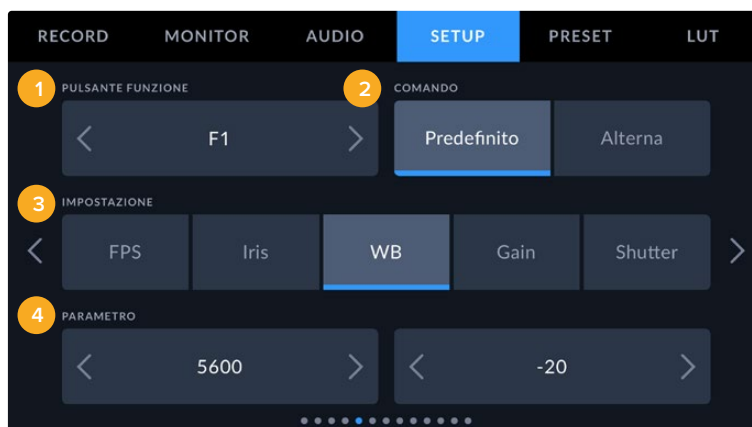 RECORD MONITOR AUDIO SETUP PRESET LUT
1 PULSANTE FUNZIONE 2 COMANDO
F1 Predefinito Alterna
3 IMPOSTAZIONE
FPS Iris WB Gain Shutter
4 PARAMETRO
5600 -20